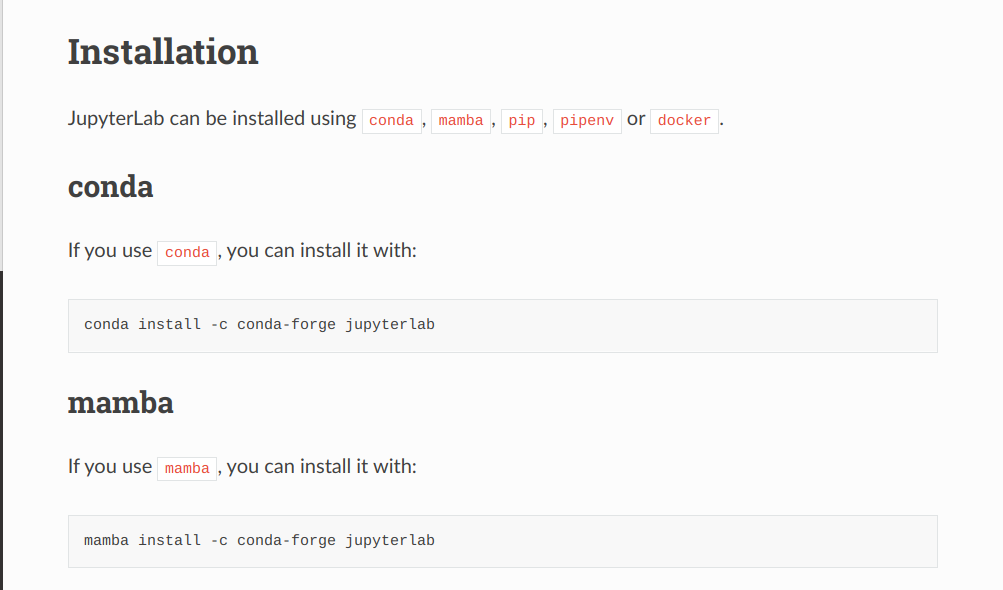 Installation
JupyterLab can be installed using conda, mamba, pip, pipenv or docker.
conda
If you use conda, you can install it with:
conda install -c conda-forge jupyterlab
mamba
If you use mamba, you can install it with:
mamba install -c conda-forge jupyterlab